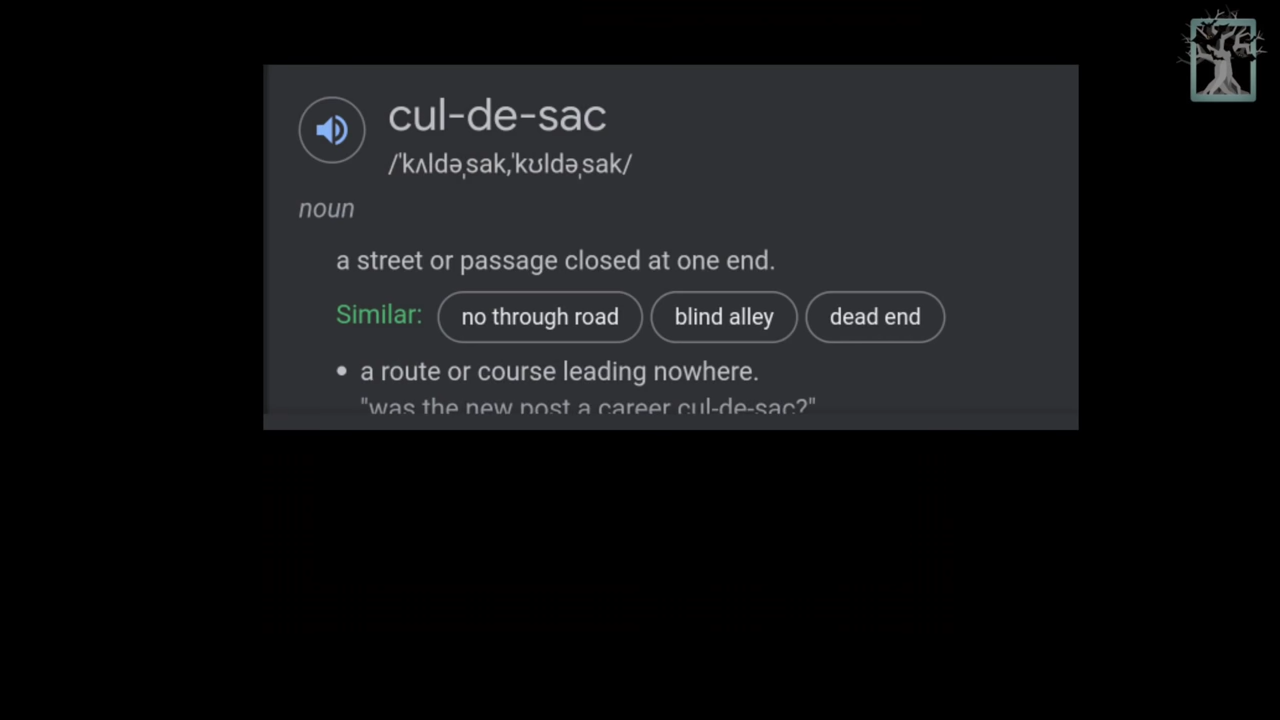 cul-de-sac
/ˈkʌldəˌsak,ˈkʊldəˌsak/
noun
a street or passage closed at one end.
Similar: no through road blind alley dead end
• a route or course leading nowhere.
"was the new post a career cul-de-sac?"